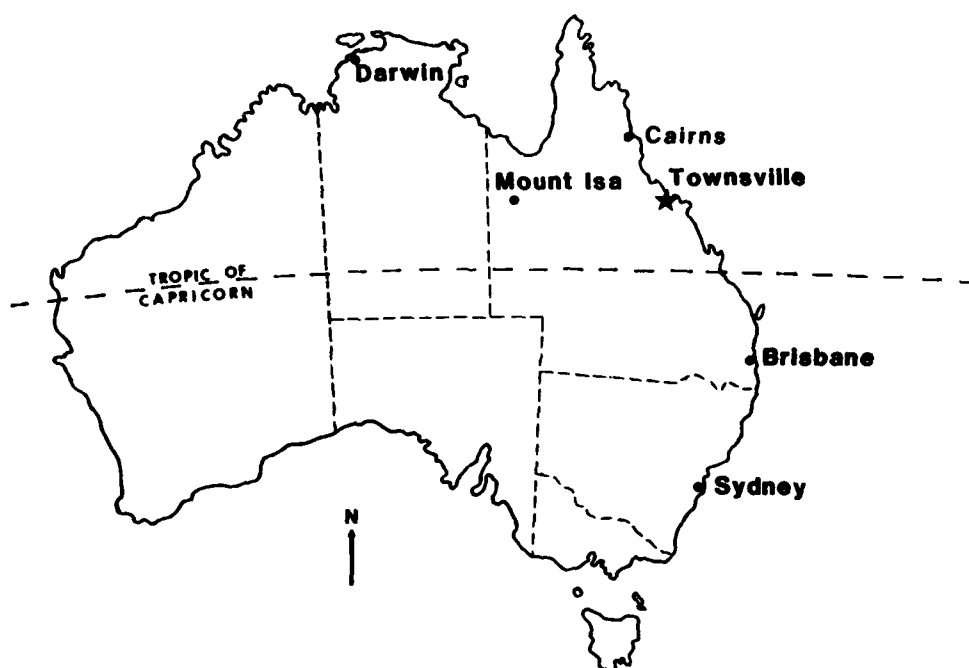 Darwin
Cairns
Mount Isa
Townsville
TROPIC OF
CAPRICORN
Brisbane
Sydney
N